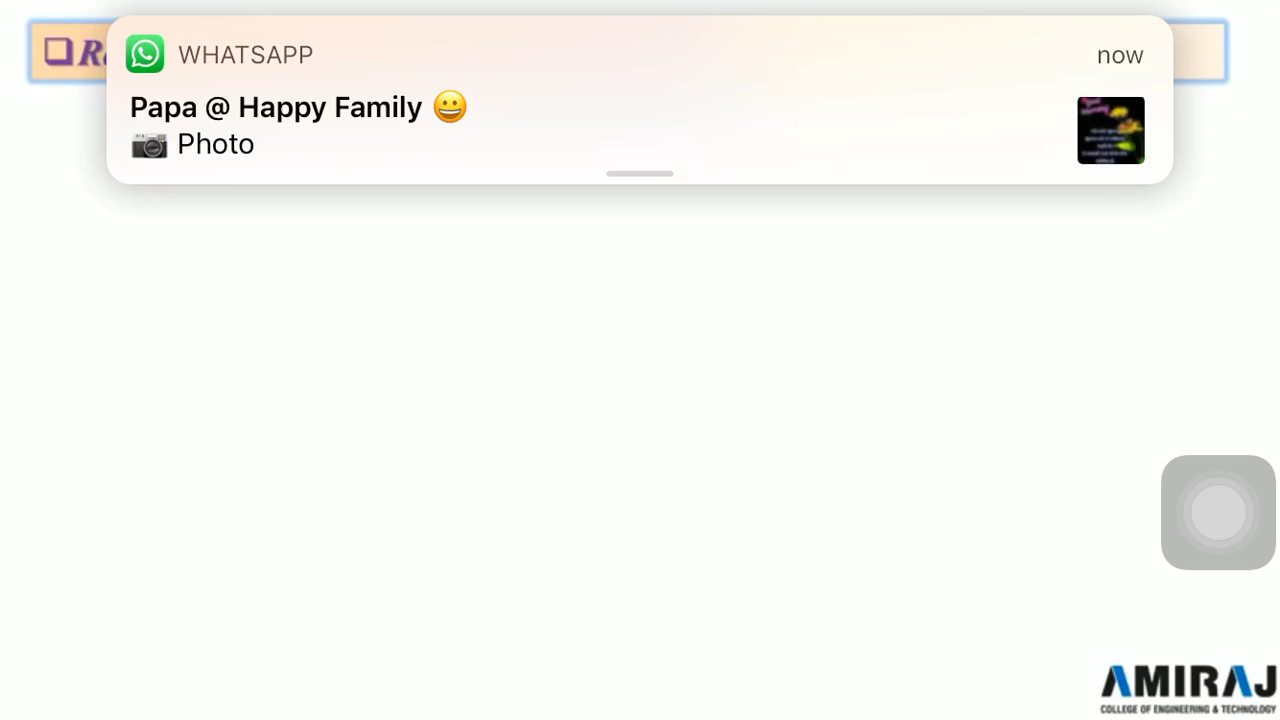 WHATSAPP now
Papa @ Happy Family 😀
📷 Photo
AMIRAJ
COLLEGE OF ENGINEERING & TECHNOLOGY